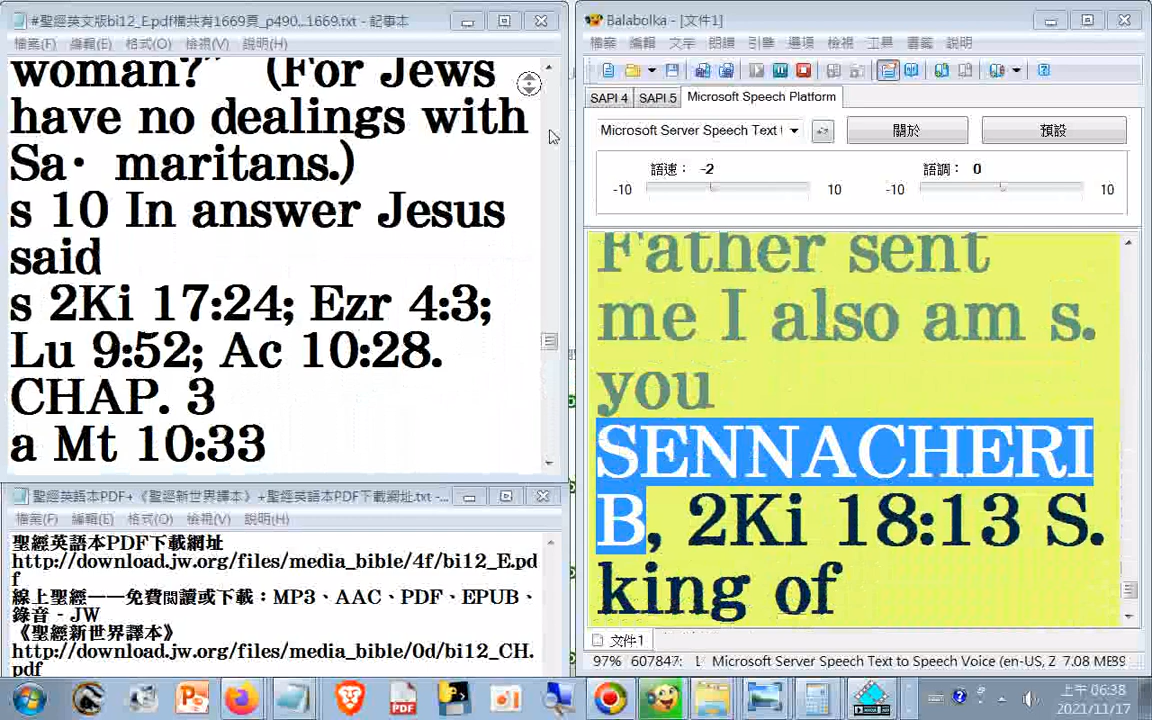 #聖經英文版bi12_E.pdf檔共有1669頁_p490,..1669.txt - 記事本
檔案(F) 編輯(E) 格式(O) 檢視(V) 說明(H)
woman?" (For Jews
have no dealings with
Sa· maritans.)
s 10 In answer Jesus
said
s 2Ki 17:24; Ezr 4:3;
Lu 9:52; Ac 10:28.
CHAP. 3
a Mt 10:33
聖經英語本PDF+《聖經新世界譯本》+聖經英語本PDF下載網址.txt - ...
檔案(F) 編輯(E) 格式(O) 檢視(V) 說明(H)
聖經英語本PDF下載網址
http://download.jw.org/files/media_bible/4f/bi12_E.pd
f
線上聖經——免費閱讀或下載：MP3、AAC、PDF、EPUB、
錄音 - JW
《聖經新世界譯本》
http://download.jw.org/files/media_bible/0d/bi12_CH.
pdf
Balabolka - [文件1]
檔案 編輯 文字 朗讀 引擎 選項 檢視 工具 書籤 說明
SAPI 4 SAPI 5 Microsoft Speech Platform
Microsoft Server Speech Text 關於 預設
語速： -2 語調： 0
-10 10 -10 10
Father sent
me I also am s.
you
SENNACHERI
B, 2Ki 18:13 S.
king of
文件1
97% 607847: Microsoft Server Speech Text to Speech Voice (en-US, Z 7.08 MB
上午 06:38
2021/11/17